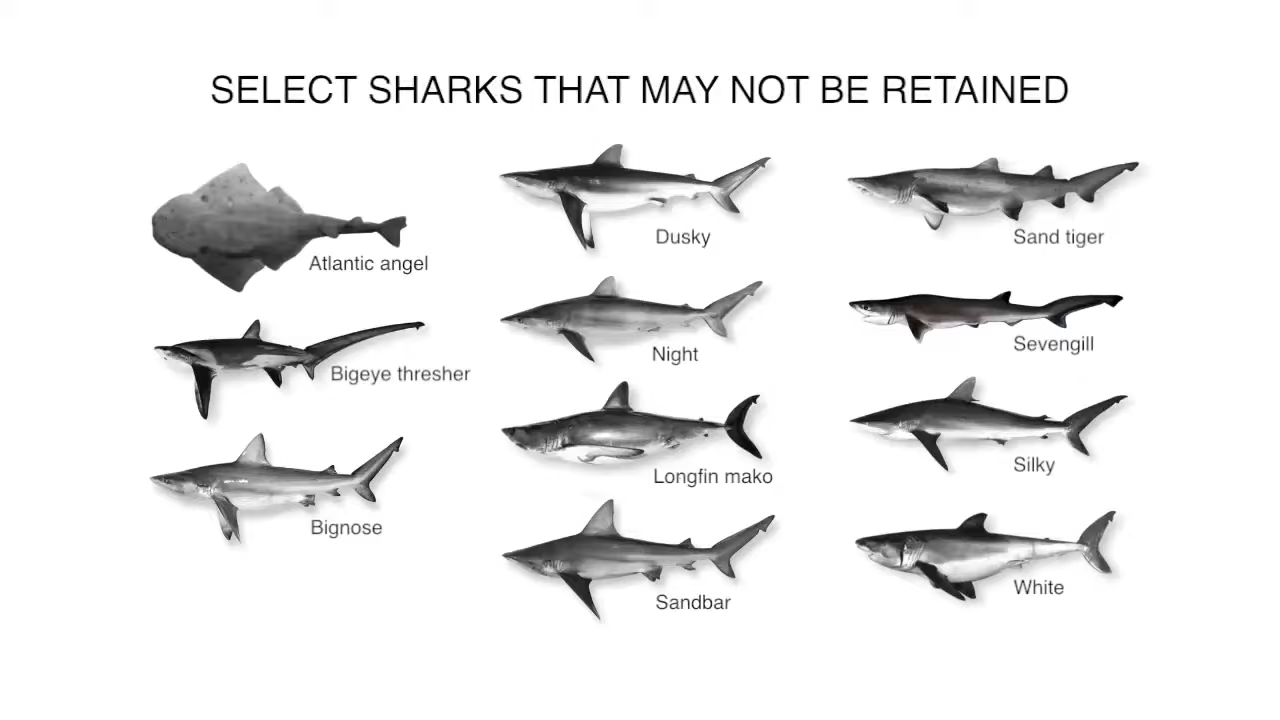 SELECT SHARKS THAT MAY NOT BE RETAINED
Atlantic angel
Bigeye thresher
Bignose
Dusky
Night
Longfin mako
Sandbar
Sand tiger
Sevengill
Silky
White